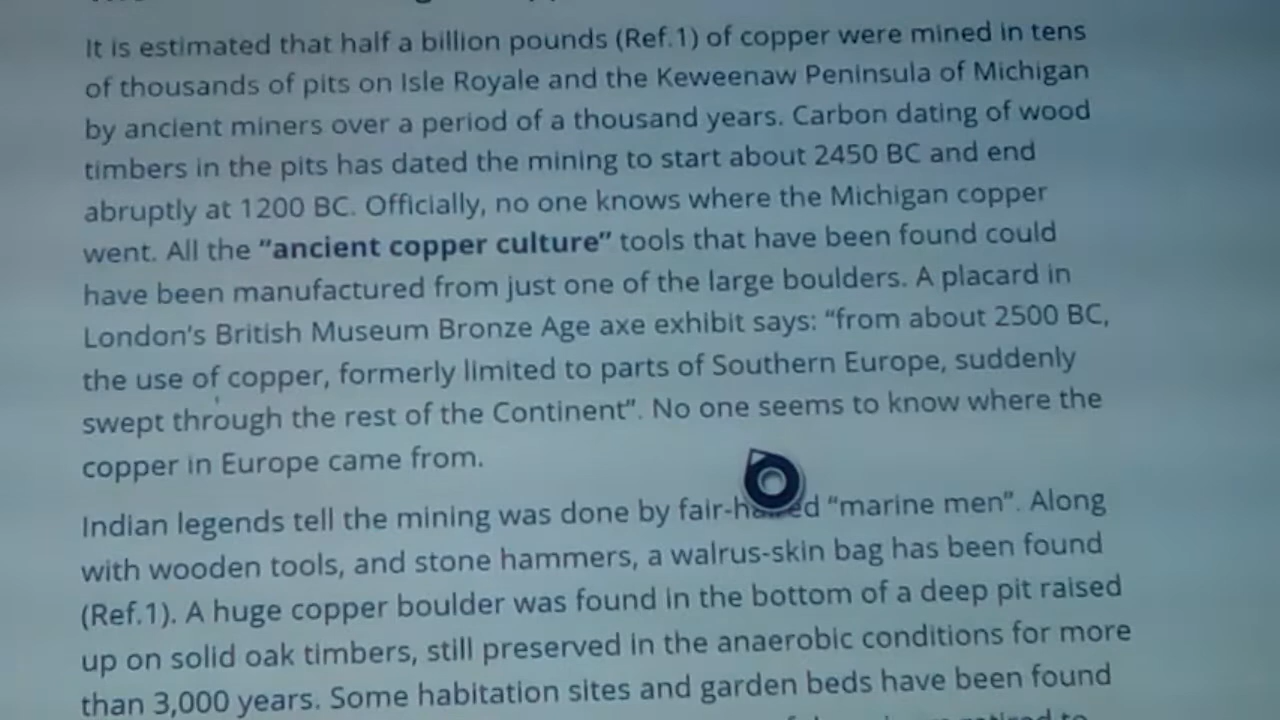 It is estimated that half a billion pounds (Ref.1) of copper were mined in tens
of thousands of pits on Isle Royale and the Keweenaw Peninsula of Michigan
by ancient miners over a period of a thousand years. Carbon dating of wood
timbers in the pits has dated the mining to start about 2450 BC and end
abruptly at 1200 BC. Officially, no one knows where the Michigan copper
went. All the “ancient copper culture” tools that have been found could
have been manufactured from just one of the large boulders. A placard in
London’s British Museum Bronze Age axe exhibit says: “from about 2500 BC,
the use of copper, formerly limited to parts of Southern Europe, suddenly
swept through the rest of the Continent”. No one seems to know where the
copper in Europe came from.
Indian legends tell the mining was done by fair-haired “marine men”. Along
with wooden tools, and stone hammers, a walrus-skin bag has been found
(Ref.1). A huge copper boulder was found in the bottom of a deep pit raised
up on solid oak timbers, still preserved in the anaerobic conditions for more
than 3,000 years. Some habitation sites and garden beds have been found